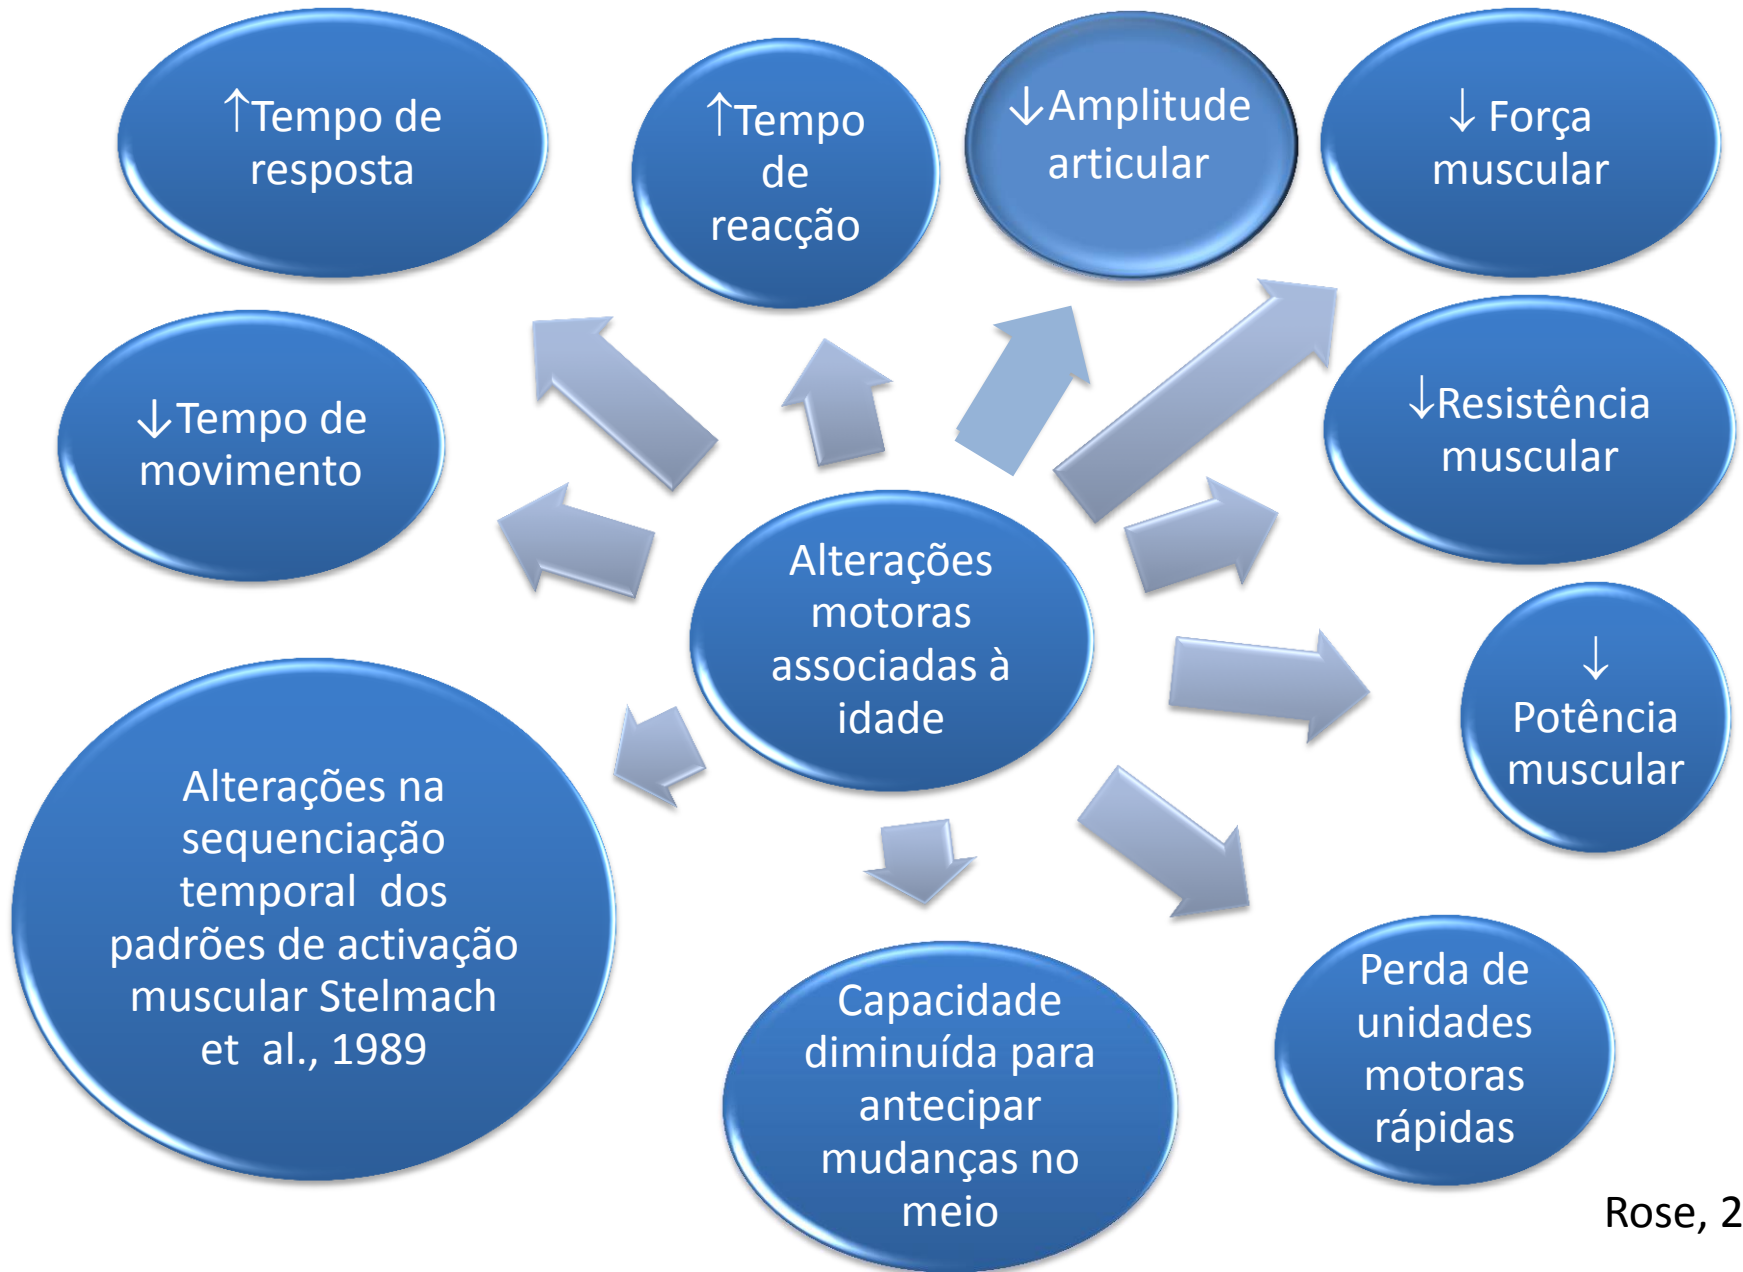 ↑Tempo de
resposta
↑Tempo
de
reacção
↓Amplitude
articular
↓ Força
muscular
↓Tempo de
movimento
↓Resistência
muscular
Alterações
motoras
associadas à
idade
↓
Potência
muscular
Alterações na
sequenciação
temporal dos
padrões de activação
muscular Stelmach
et al., 1989
Capacidade
diminuída para
antecipar
mudanças no
meio
Perda de
unidades
motoras
rápidas
Rose, 2